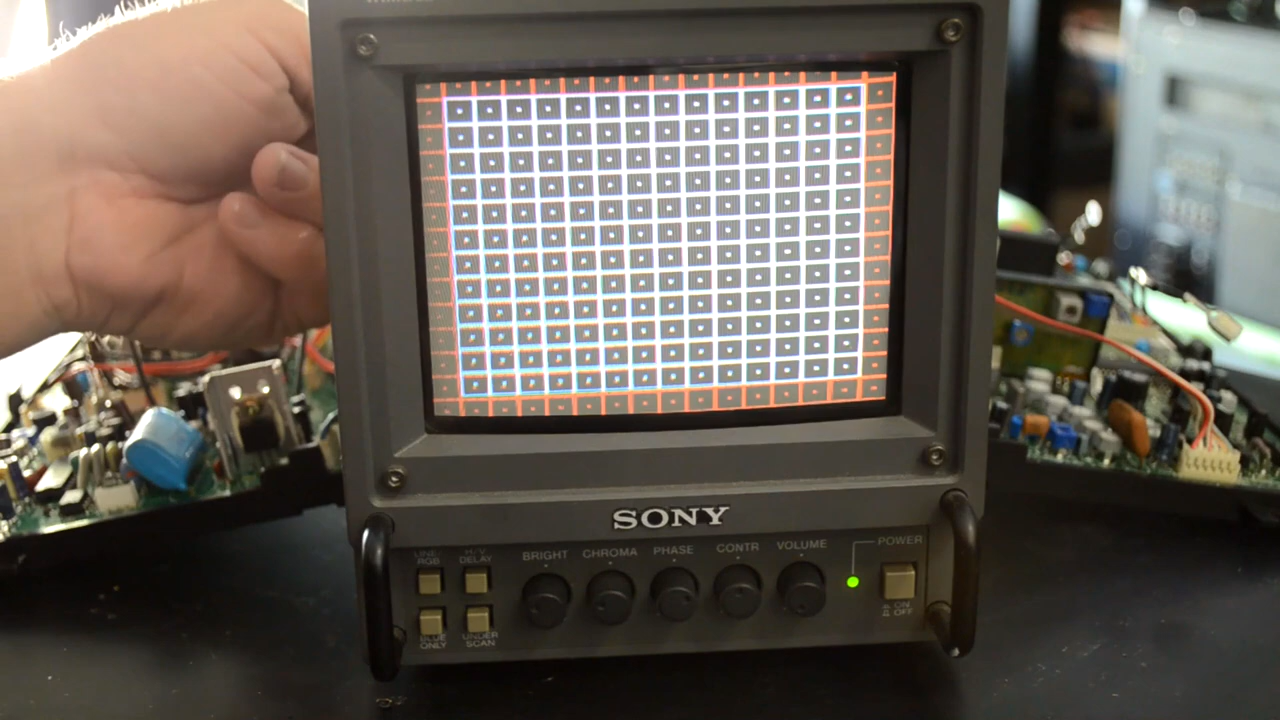 SONY
LINE/
RGB
H/V
DELAY
BRIGHT
CHROMA
PHASE
CONTR
VOLUME
POWER
BLUE
ONLY
UNDER
SCAN
ON
OFF